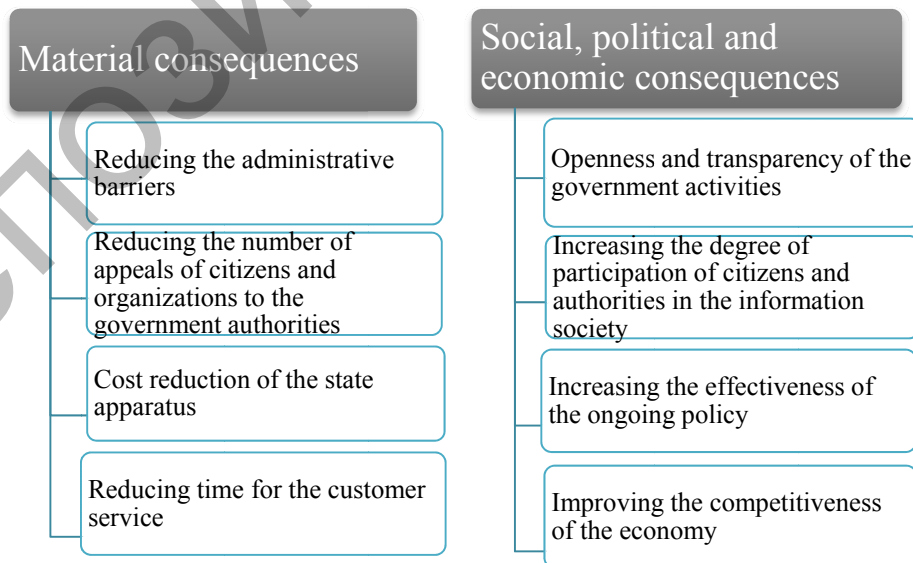 Material consequences
Reducing the administrative
barriers
Reducing the number of
appeals of citizens and
organizations to the
government authorities
Cost reduction of the state
apparatus
Reducing time for the customer
service
Social, political and
economic consequences
Openness and transparency of the
government activities
Increasing the degree of
participation of citizens and
authorities in the information
society
Increasing the effectiveness of
the ongoing policy
Improving the competitiveness
of the economy